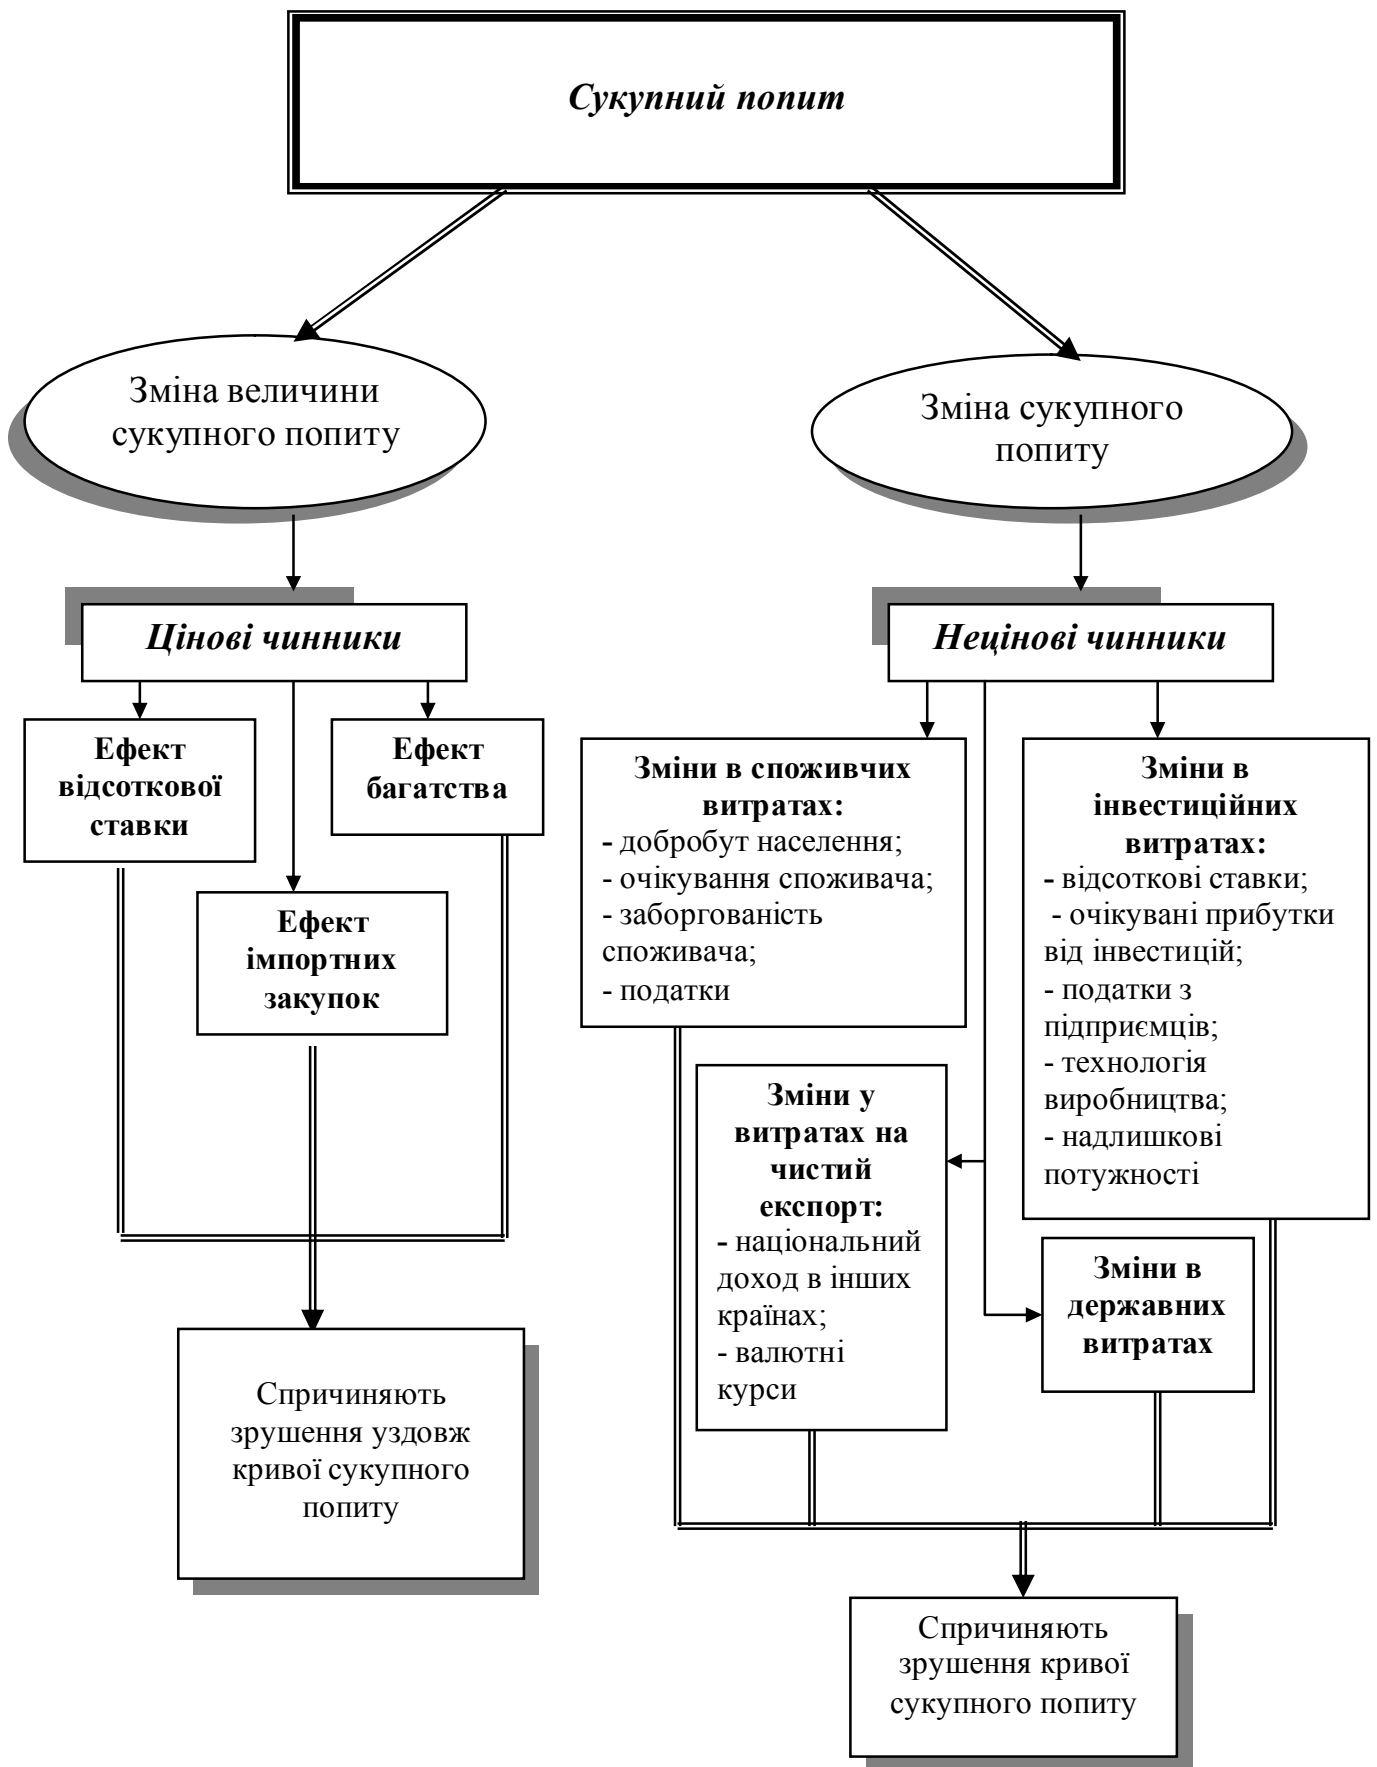 Сукупний попит
Зміна величини
сукупного попиту
Зміна сукупного
попиту
Цінові чинники
Нецінові чинники
Ефект
відсоткової
ставки
Ефект
багатства
Ефект
імпортних
закупок
Зміни в споживчих
витратах:
- добробут населення;
- очікування споживача;
- заборгованість
споживача;
- податки
Зміни в
інвестиційних
витратах:
- відсоткові ставки;
- очікувані прибутки
від інвестицій;
- податки з
підприємців;
- технологія
виробництва;
- надлишкові
потужності
Зміни у
витратах на
чистий
експорт:
- національний
доход в інших
країнах;
- валютні
курси
Зміни в
державних
витратах
Спричиняють
зрушення уздовж
кривої сукупного
попиту
Спричиняють
зрушення кривої
сукупного попиту